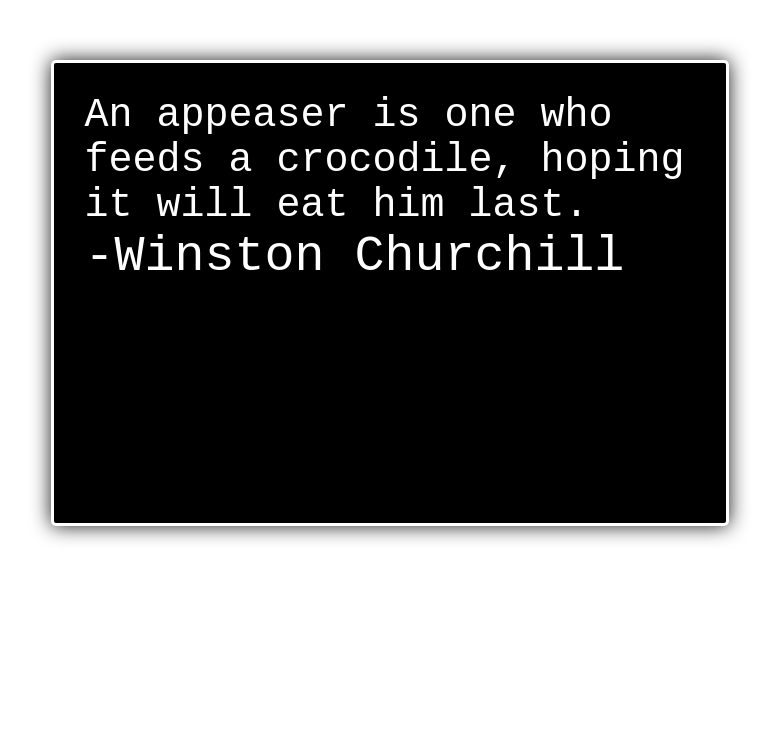 An appeaser is one who
feeds a crocodile, hoping
it will eat him last.
-Winston Churchill